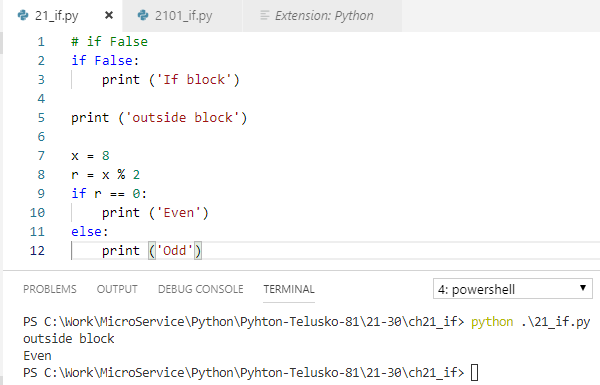 21_if.py × 2101_if.py Extension: Python
1 # if False
2 if False:
3 print ('If block')
4
5 print ('outside block')
6
7 x = 8
8 r = x % 2
9 if r == 0:
10 print ('Even')
11 else:
12 print ('Odd')
PROBLEMS OUTPUT DEBUG CONSOLE TERMINAL 4: powershell
PS C:\Work\MicroService\Python\Pyhton-Telusko-81\21-30\ch21_if> python .\21_if.py
outside block
Even
PS C:\Work\MicroService\Python\Pyhton-Telusko-81\21-30\ch21_if>